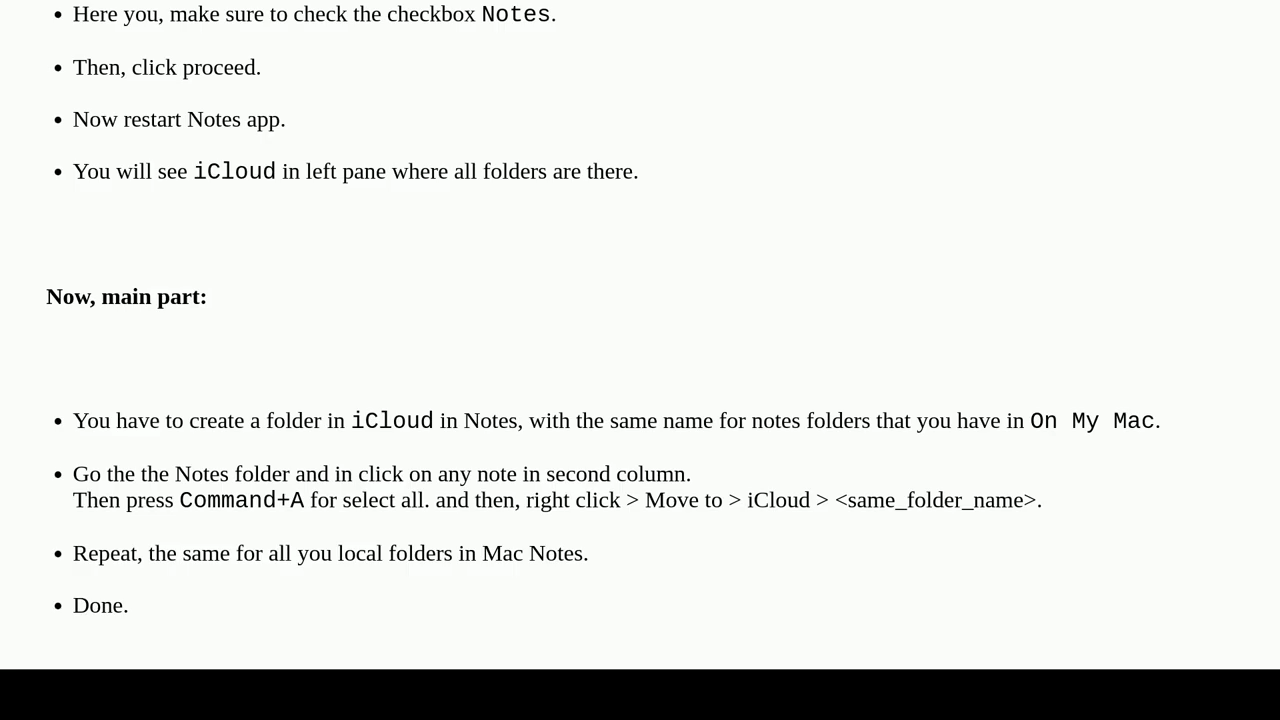 • Here you, make sure to check the checkbox Notes.
• Then, click proceed.
• Now restart Notes app.
• You will see iCloud in left pane where all folders are there.
Now, main part:
• You have to create a folder in iCloud in Notes, with the same name for notes folders that you have in On My Mac.
• Go the the Notes folder and in click on any note in second column.
Then press Command+A for select all. and then, right click > Move to > iCloud > <same_folder_name>.
• Repeat, the same for all you local folders in Mac Notes.
• Done.